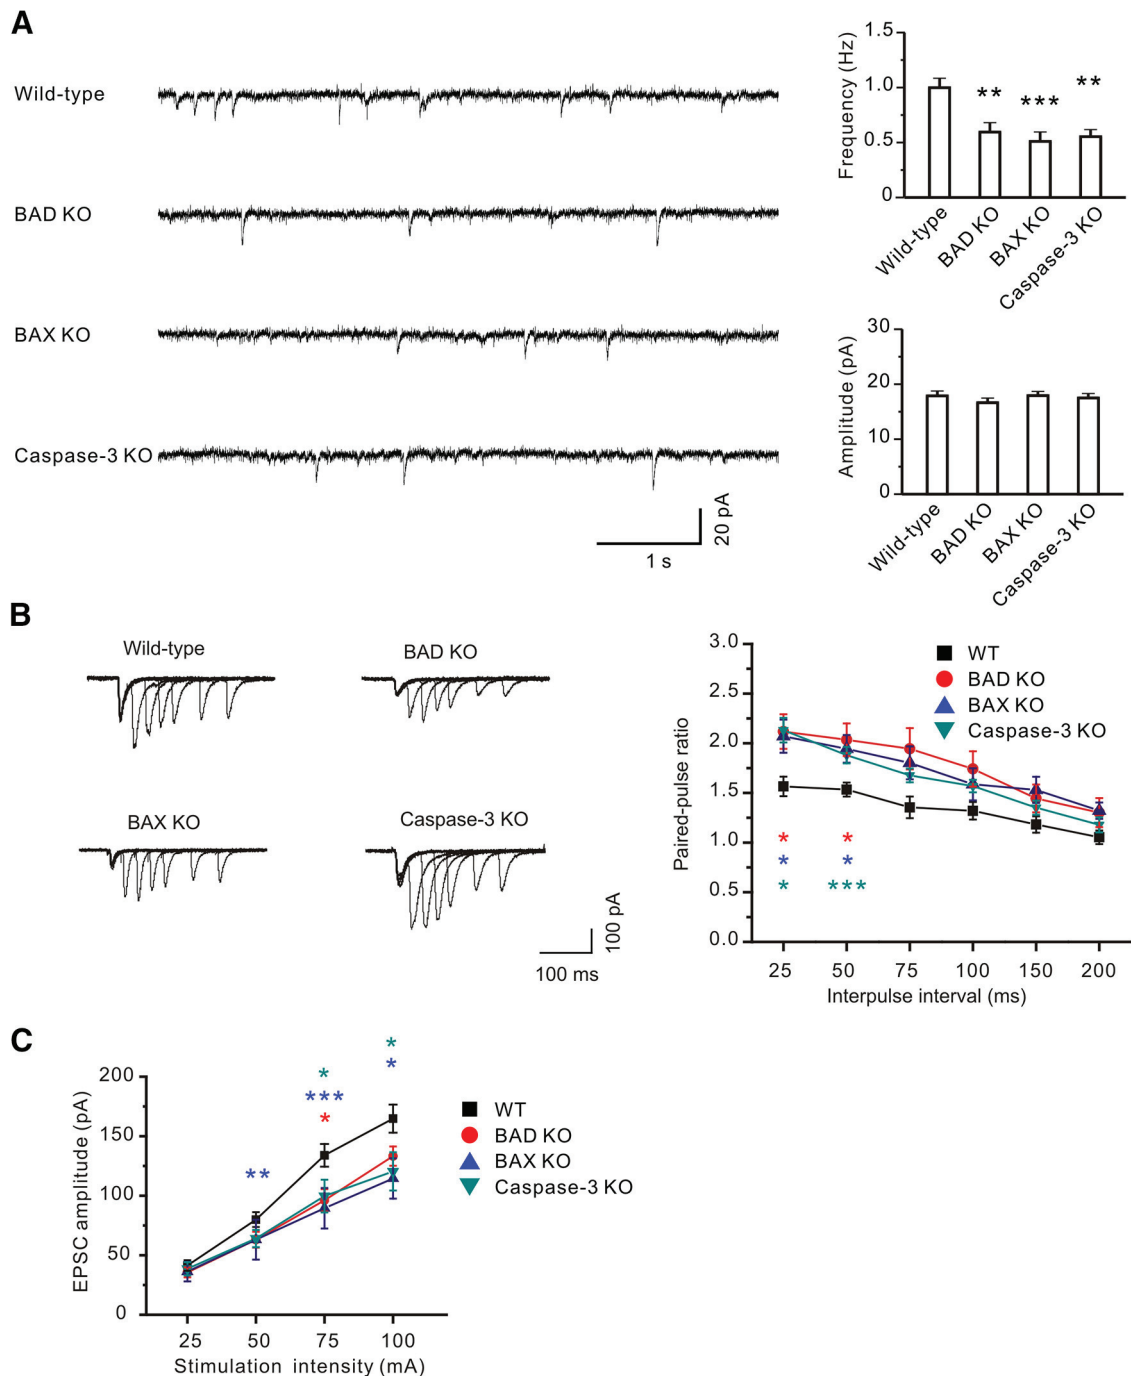 A
Wild-type
BAD KO
BAX KO
Caspase-3 KO
20 pA
1 s
Frequency (Hz)
1.5
1.0
0.5
0
**
***
**
Wild-type
BAD KO
BAX KO
Caspase-3 KO
Amplitude (pA)
30
20
10
0
Wild-type
BAD KO
BAX KO
Caspase-3 KO
B
Wild-type
BAD KO
BAX KO
Caspase-3 KO
100 pA
100 ms
Paired-pulse ratio
3.0
2.5
2.0
1.5
1.0
0.5
0.0
WT
BAD KO
BAX KO
Caspase-3 KO
* *
* *
* ***
25 50 75 100 150 200
Interpulse interval (ms)
C
EPSC amplitude (pA)
200
150
100
50
0
*
* *
***
*
**
WT
BAD KO
BAX KO
Caspase-3 KO
25 50 75 100
Stimulation intensity (mA)